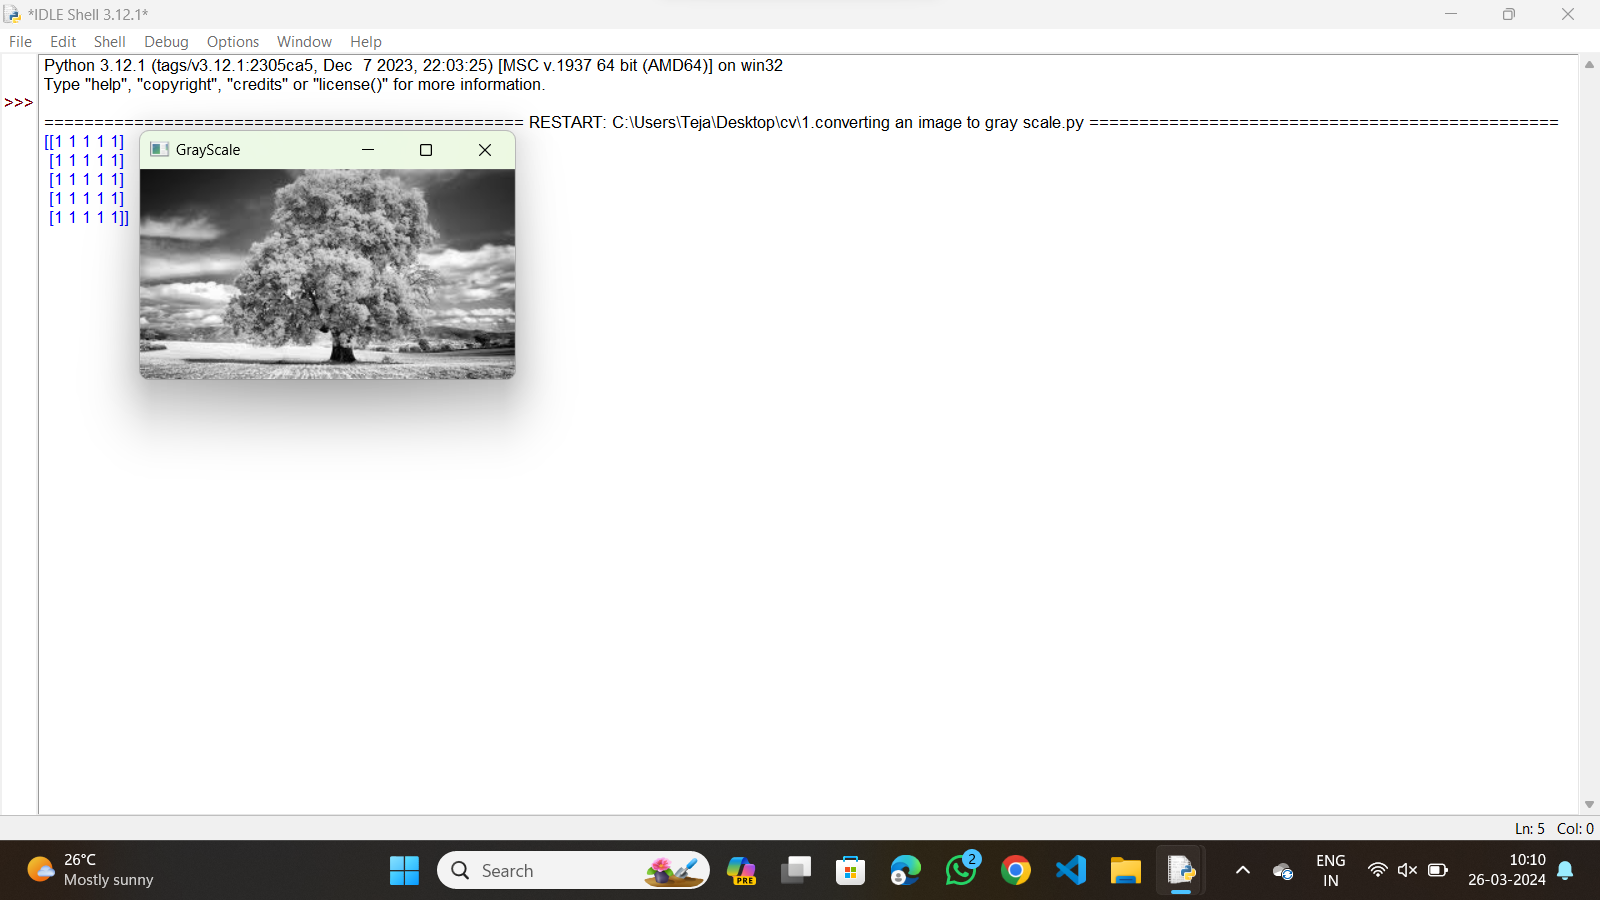 *IDLE Shell 3.12.1*
File Edit Shell Debug Options Window Help
Python 3.12.1 (tags/v3.12.1:2305ca5, Dec  7 2023, 22:03:25) [MSC v.1937 64 bit (AMD64)] on win32
Type "help", "copyright", "credits" or "license()" for more information.
>>>
================================================ RESTART: C:\Users\Teja\Desktop\cv\1.converting an image to gray scale.py ===============================================
[[1 1 1 1 1]
[1 1 1 1 1]
[1 1 1 1 1]
[1 1 1 1 1]
[1 1 1 1 1]]
GrayScale
Ln: 5 Col: 0
26°C
Mostly sunny
Search
PRE
2
ENG
IN
10:10
26-03-2024